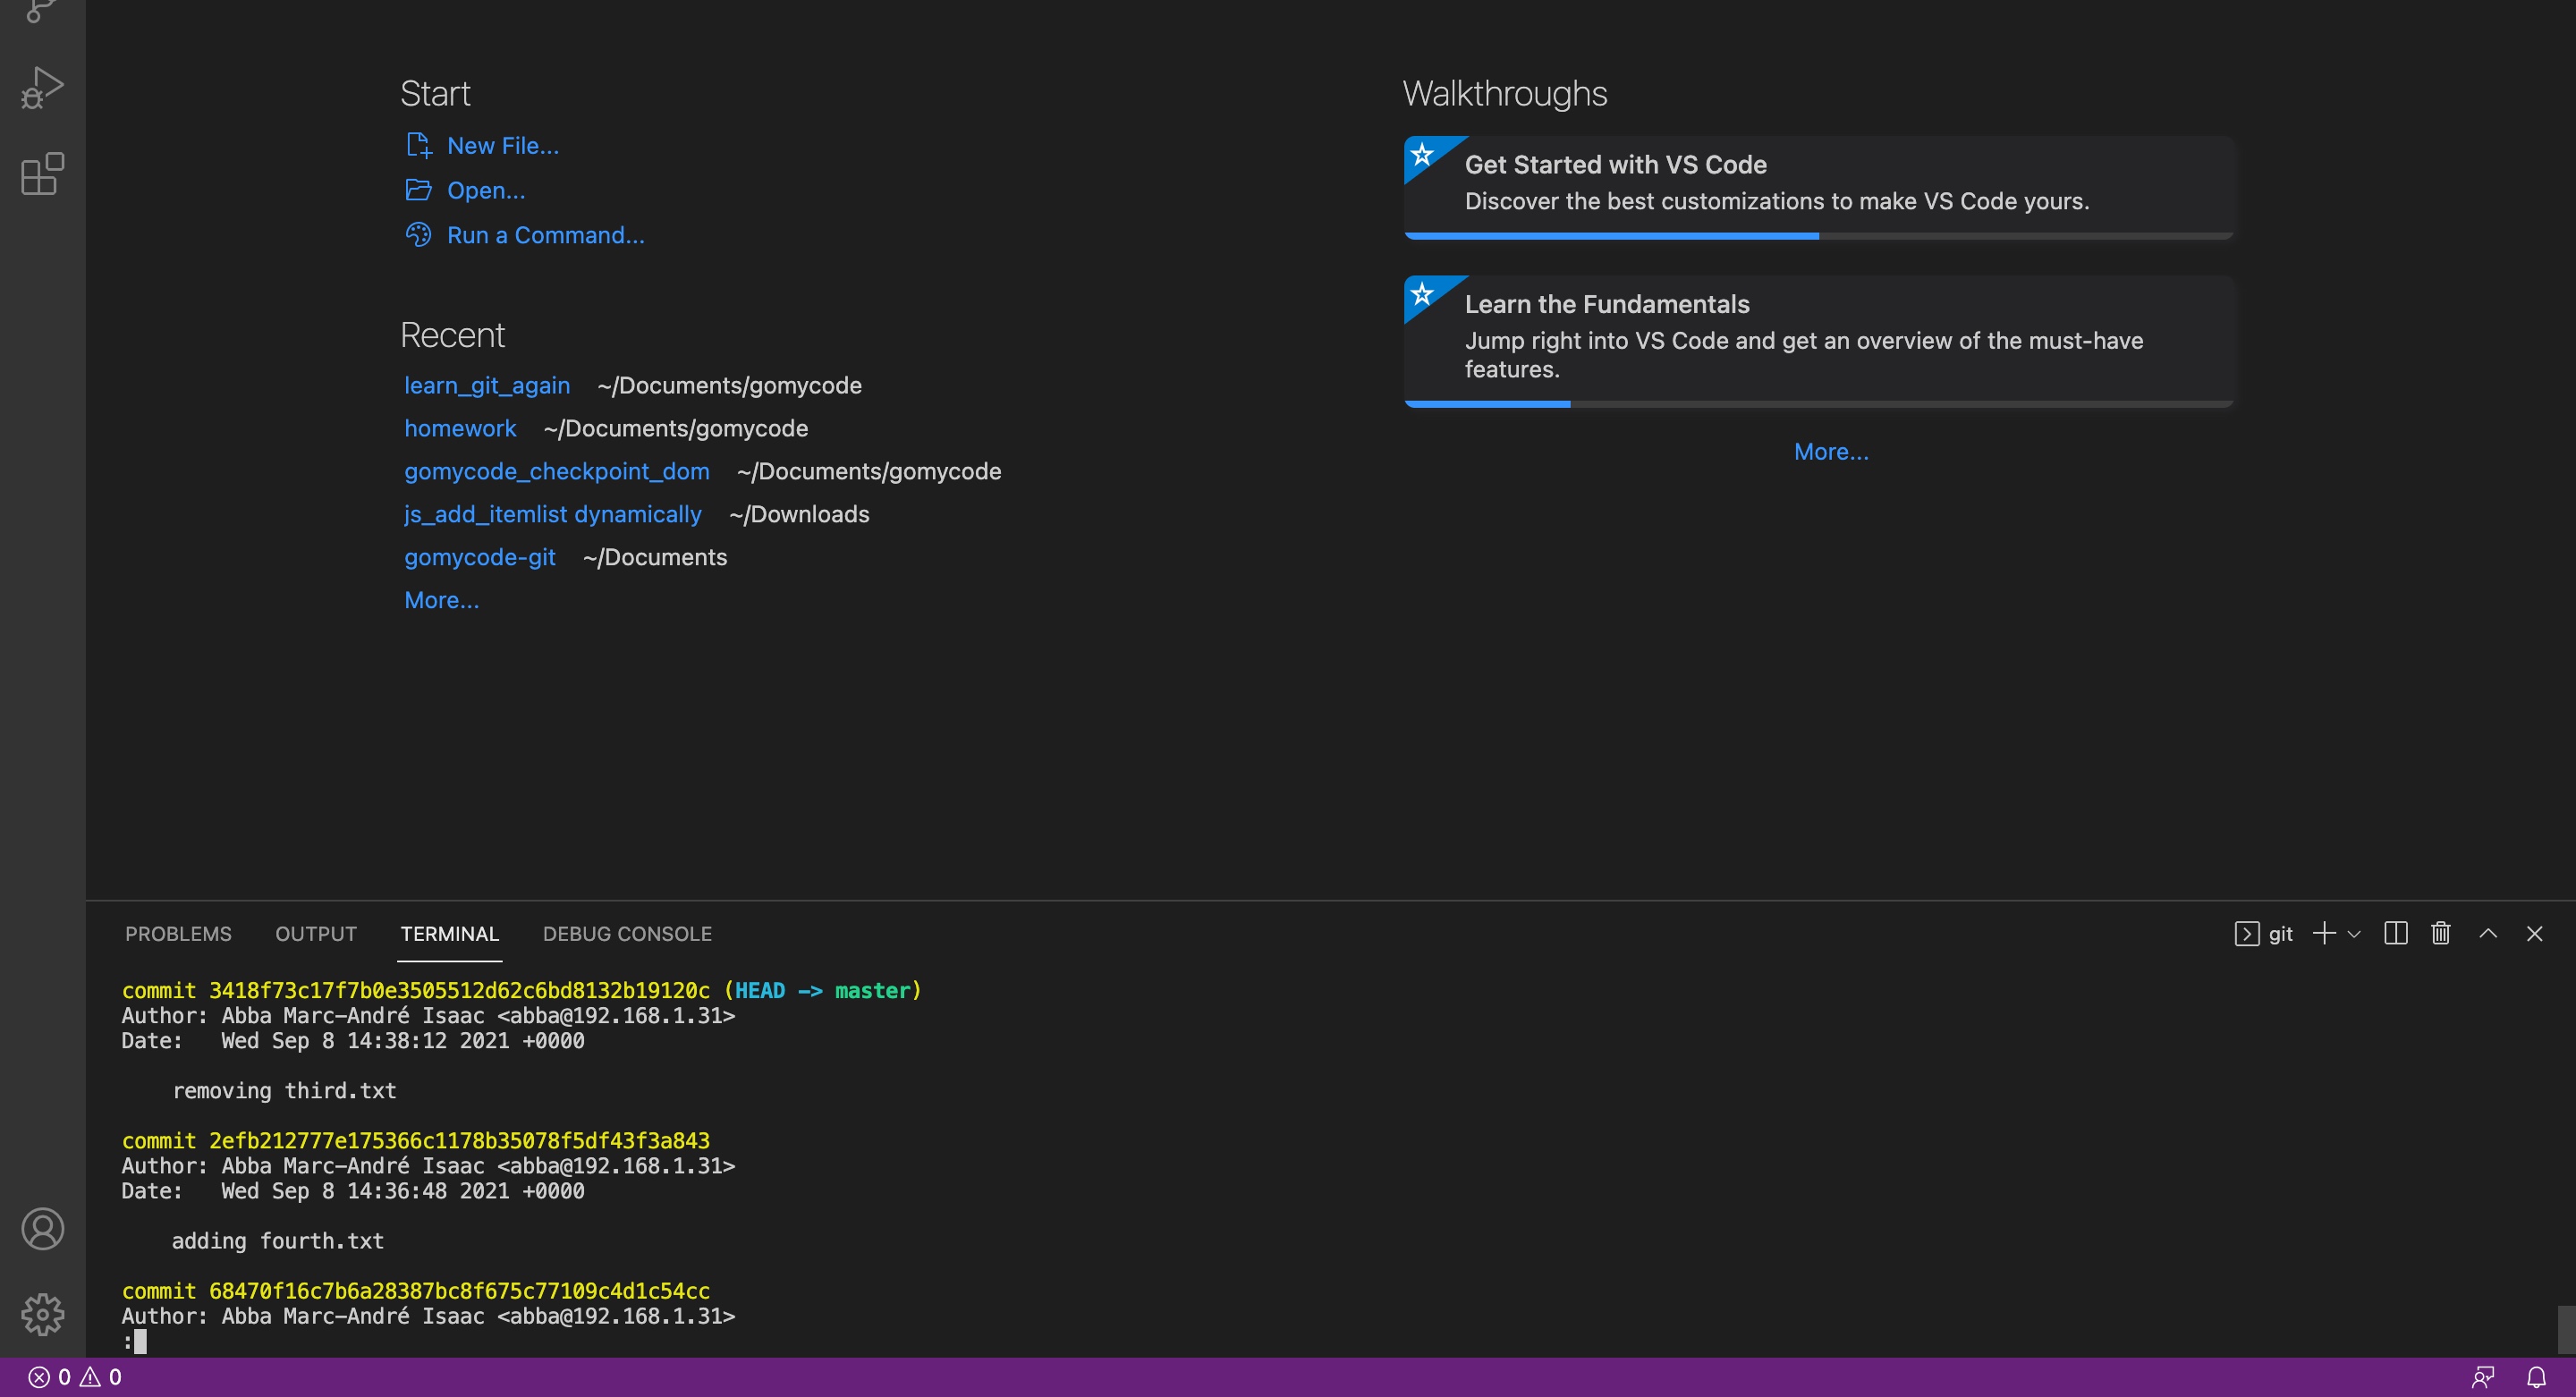 Start
New File...
Open...
Run a Command...
Recent
learn_git_again ~/Documents/gomycode
homework ~/Documents/gomycode
gomycode_checkpoint_dom ~/Documents/gomycode
js_add_itemlist dynamically ~/Downloads
gomycode-git ~/Documents
More...
Walkthroughs
Get Started with VS Code
Discover the best customizations to make VS Code yours.
Learn the Fundamentals
Jump right into VS Code and get an overview of the must-have
features.
More...
PROBLEMS OUTPUT TERMINAL DEBUG CONSOLE
git
commit 3418f73c17f7b0e3505512d62c6bd8132b19120c (HEAD -> master)
Author: Abba Marc-André Isaac <abba@192.168.1.31>
Date:   Wed Sep 8 14:38:12 2021 +0000
removing third.txt
commit 2efb212777e175366c1178b35078f5df43f3a843
Author: Abba Marc-André Isaac <abba@192.168.1.31>
Date:   Wed Sep 8 14:36:48 2021 +0000
adding fourth.txt
commit 68470f16c7b6a28387bc8f675c77109c4d1c54cc
Author: Abba Marc-André Isaac <abba@192.168.1.31>
:
0 0